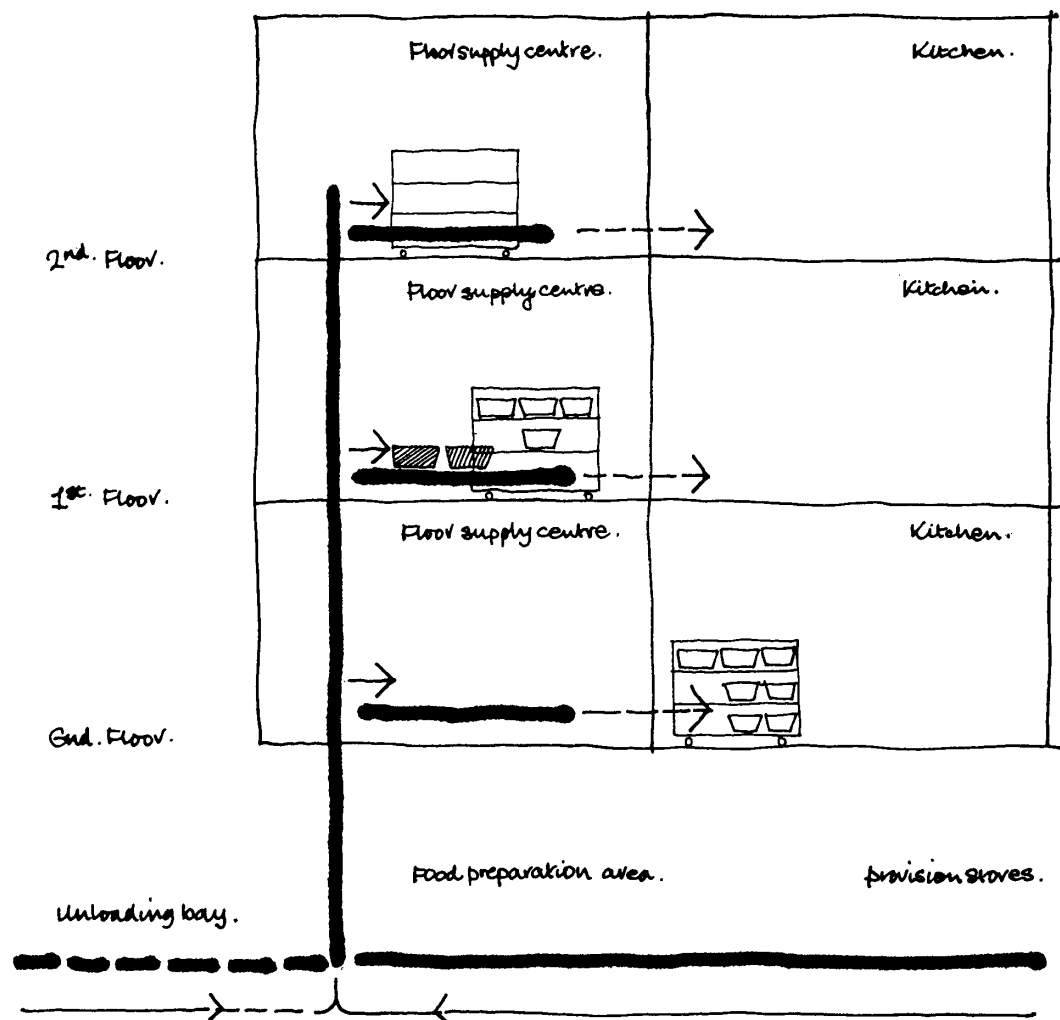 Floor supply centre.
Kitchen.
2nd. Floor.
Floor supply centre.
Kitchen.
1st. Floor.
Floor supply centre.
Kitchen.
Gnd. Floor.
Food preparation area.
provision stores.
Unloading bay.